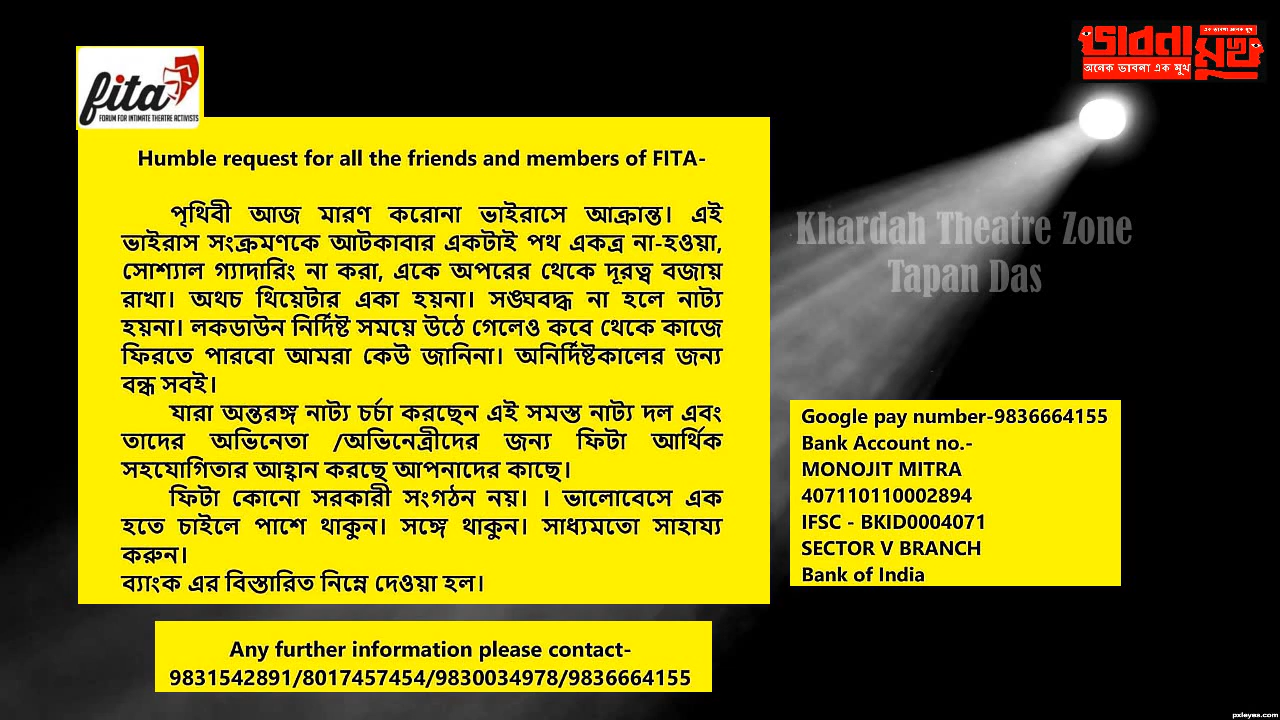 fita
FORUM FOR INTIMATE THEATRE ACTIVISTS
ভাবনা
মুখ
এক ভাবনা অনেক মুখ
অনেক ভাবনা এক মুখ
Humble request for all the friends and members of FITA-
পৃথিবী আজ মারণ করোনা ভাইরাসে আক্রান্ত। এই
ভাইরাস সংক্রমণকে আটকাবার একটাই পথ একত্র না-হওয়া,
সোশ্যাল গ্যাদারিং না করা, একে অপরের থেকে দূরত্ব বজায়
রাখা। অথচ থিয়েটার একা হয়না। সঙ্ঘবদ্ধ না হলে নাট্য
হয়না। লকডাউন নির্দিষ্ট সময়ে উঠে গেলেও কবে থেকে কাজে
ফিরতে পারবো আমরা কেউ জানিনা। অনির্দিষ্টকালের জন্য
বন্ধ সবই।
যারা অন্তরঙ্গ নাট্য চর্চা করছেন এই সমস্ত নাট্য দল এবং
তাদের অভিনেতা /অভিনেত্রীদের জন্য ফিটা আর্থিক
সহযোগিতার আহ্বান করছে আপনাদের কাছে।
ফিটা কোনো সরকারী সংগঠন নয়। । ভালোবেসে এক
হতে চাইলে পাশে থাকুন। সঙ্গে থাকুন। সাধ্যমতো সাহায্য
করুন।
ব্যাংক এর বিস্তারিত নিম্নে দেওয়া হল।
Khardah Theatre Zone
Tapan Das
Google pay number-9836664155
Bank Account no.-
MONOJIT MITRA
407110110002894
IFSC - BKID0004071
SECTOR V BRANCH
Bank of India
Any further information please contact-
9831542891/8017457454/9830034978/9836664155
pxleyes.com